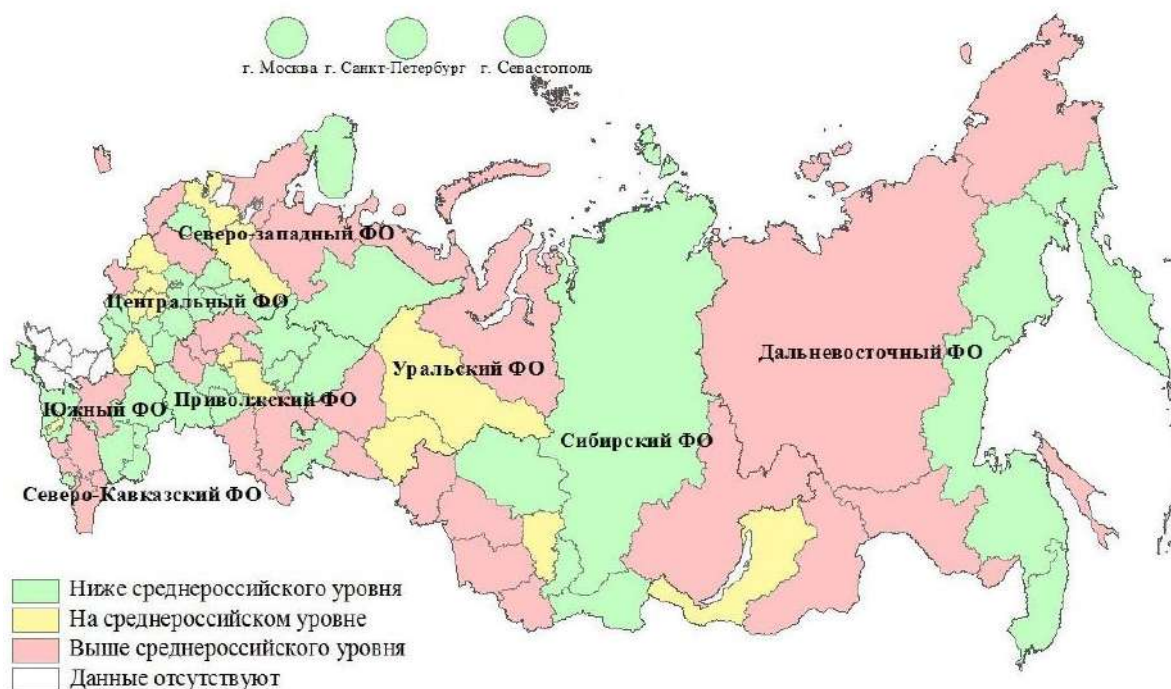 г. Москва г. Санкт-Петербург г. Севастополь
Северо-западный ФО
Центральный ФО
Дальневосточный ФО
Уральский ФО
Приволжский ФО
Южный ФО
Сибирский ФО
Северо-Кавказский ФО
Ниже среднероссийского уровня
На среднероссийском уровне
Выше среднероссийского уровня
Данные отсутствуют